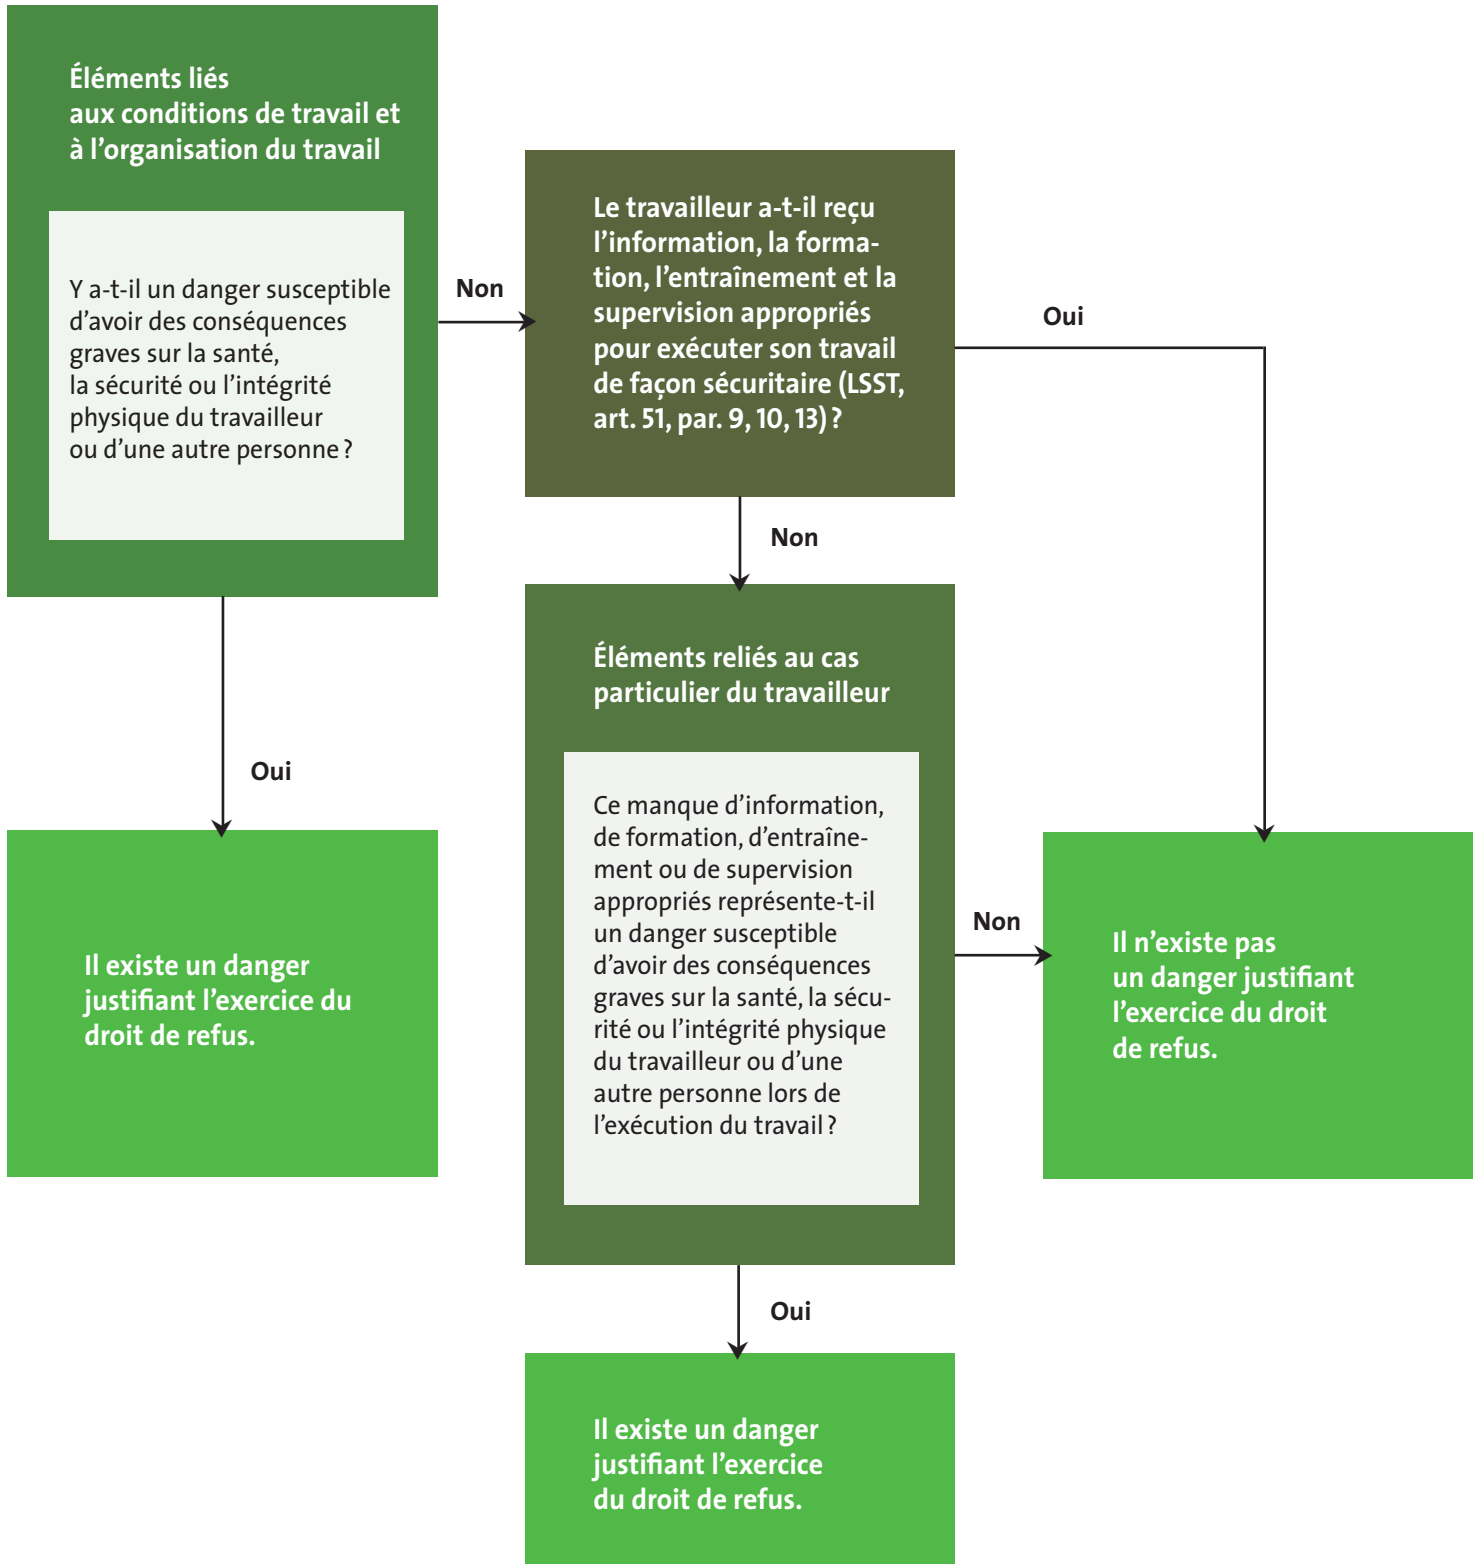 Éléments liés
aux conditions de travail et
à l’organisation du travail
Y a-t-il un danger susceptible
d’avoir des conséquences
graves sur la santé,
la sécurité ou l’intégrité
physique du travailleur
ou d’une autre personne ?
Non
Le travailleur a-t-il reçu
l’information, la forma-
tion, l’entraînement et la
supervision appropriés
pour exécuter son travail
de façon sécuritaire (LSST,
art. 51, par. 9, 10, 13) ?
Oui
Non
Éléments reliés au cas
particulier du travailleur
Ce manque d’information,
de formation, d’entraîne-
ment ou de supervision
appropriés représente-t-il
un danger susceptible
d’avoir des conséquences
graves sur la santé, la sécu-
rité ou l’intégrité physique
du travailleur ou d’une
autre personne lors de
l’exécution du travail ?
Oui
Il existe un danger
justifiant l’exercice du
droit de refus.
Non
Il n’existe pas
un danger justifiant
l’exercice du droit
de refus.
Oui
Il existe un danger
justifiant l’exercice
du droit de refus.